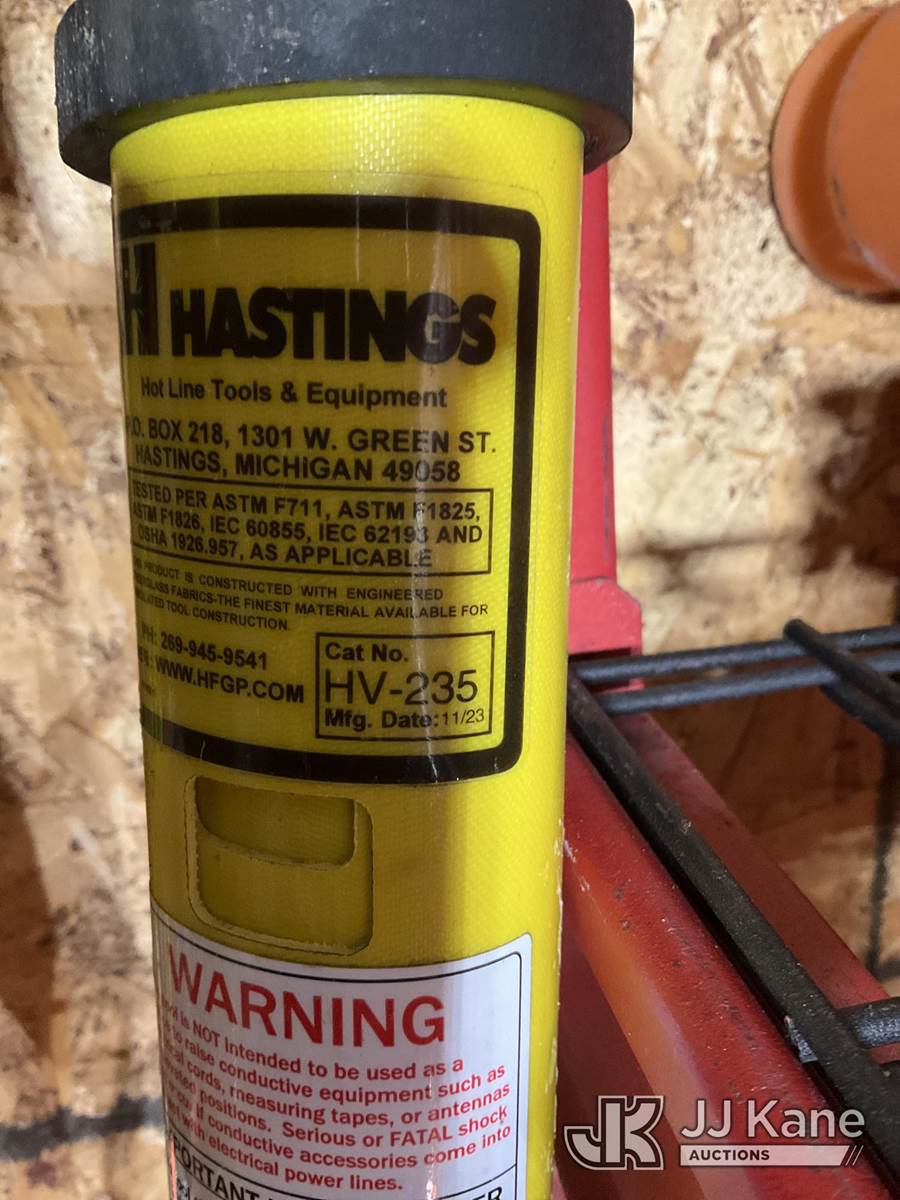 H HASTINGS
Hot Line Tools & Equipment
P.O. BOX 218, 1301 W. GREEN ST.
HASTINGS, MICHIGAN 49058
TESTED PER ASTM F711, ASTM F1825,
ASTM F1826, IEC 60855, IEC 62193 AND
OSHA 1926.957, AS APPLICABLE
PRODUCT IS CONSTRUCTED WITH ENGINEERED
FABRICS-THE FINEST MATERIAL AVAILABLE FOR
TOOL CONSTRUCTION.
PH: 269-945-9541
WWW.HFGP.COM
Cat No.
HV-235
Mfg. Date: 11/23
WARNING
is NOT intended to be used as a
to raise conductive equipment such as
cords, measuring tapes, or antennas
positions. Serious or FATAL shock
if conductive accessories come into
with electrical power lines.
JK JJ Kane
AUCTIONS